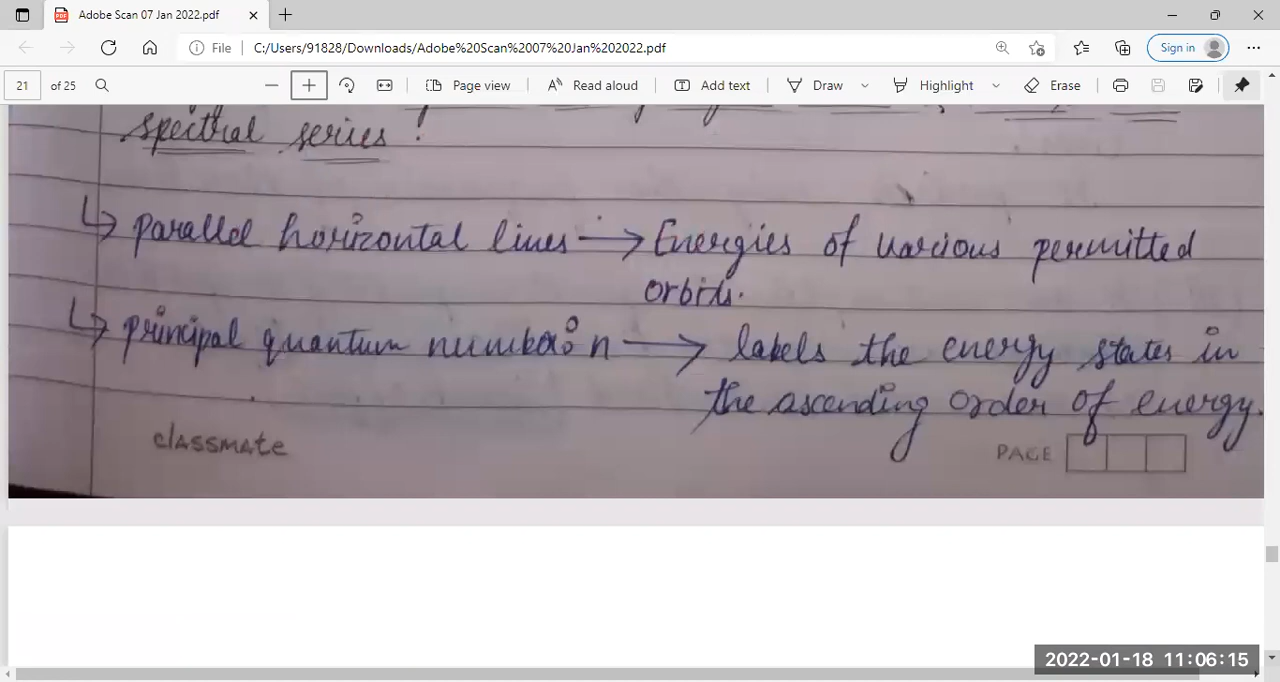 Adobe Scan 07 Jan 2022.pdf
File C:/Users/91828/Downloads/Adobe%20Scan%2007%20Jan%202022.pdf Sign in
21 of 25 Page view Read aloud Add text Draw Highlight Erase
spectral series !
↳ parallel horizontal lines → Energies of various permitted
orbits.
↳ principal quantum number: n → labels the energy states in
the ascending order of energy.
classmate
PAGE
2022-01-18 11:06:15